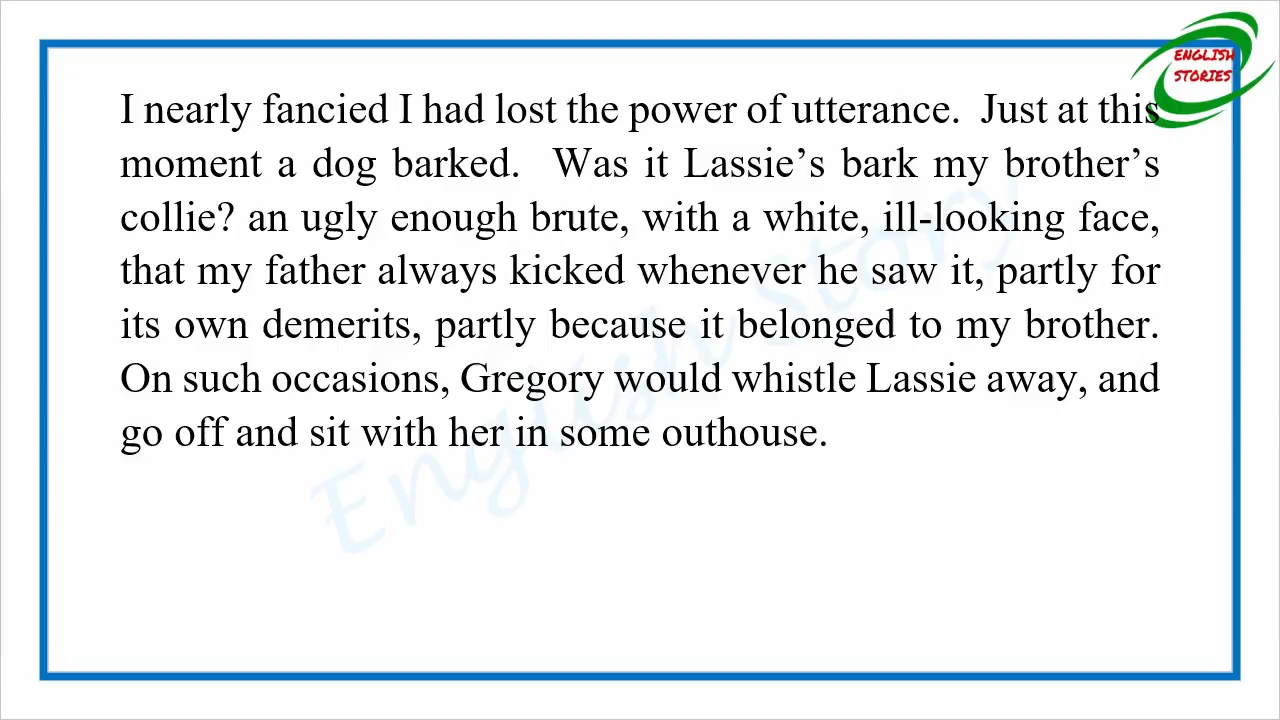 ENGLISH
STORIES
I nearly fancied I had lost the power of utterance.  Just at this
moment a dog barked.  Was it Lassie’s bark my brother’s
collie? an ugly enough brute, with a white, ill-looking face,
that my father always kicked whenever he saw it, partly for
its own demerits, partly because it belonged to my brother.
On such occasions, Gregory would whistle Lassie away, and
go off and sit with her in some outhouse.
English Story